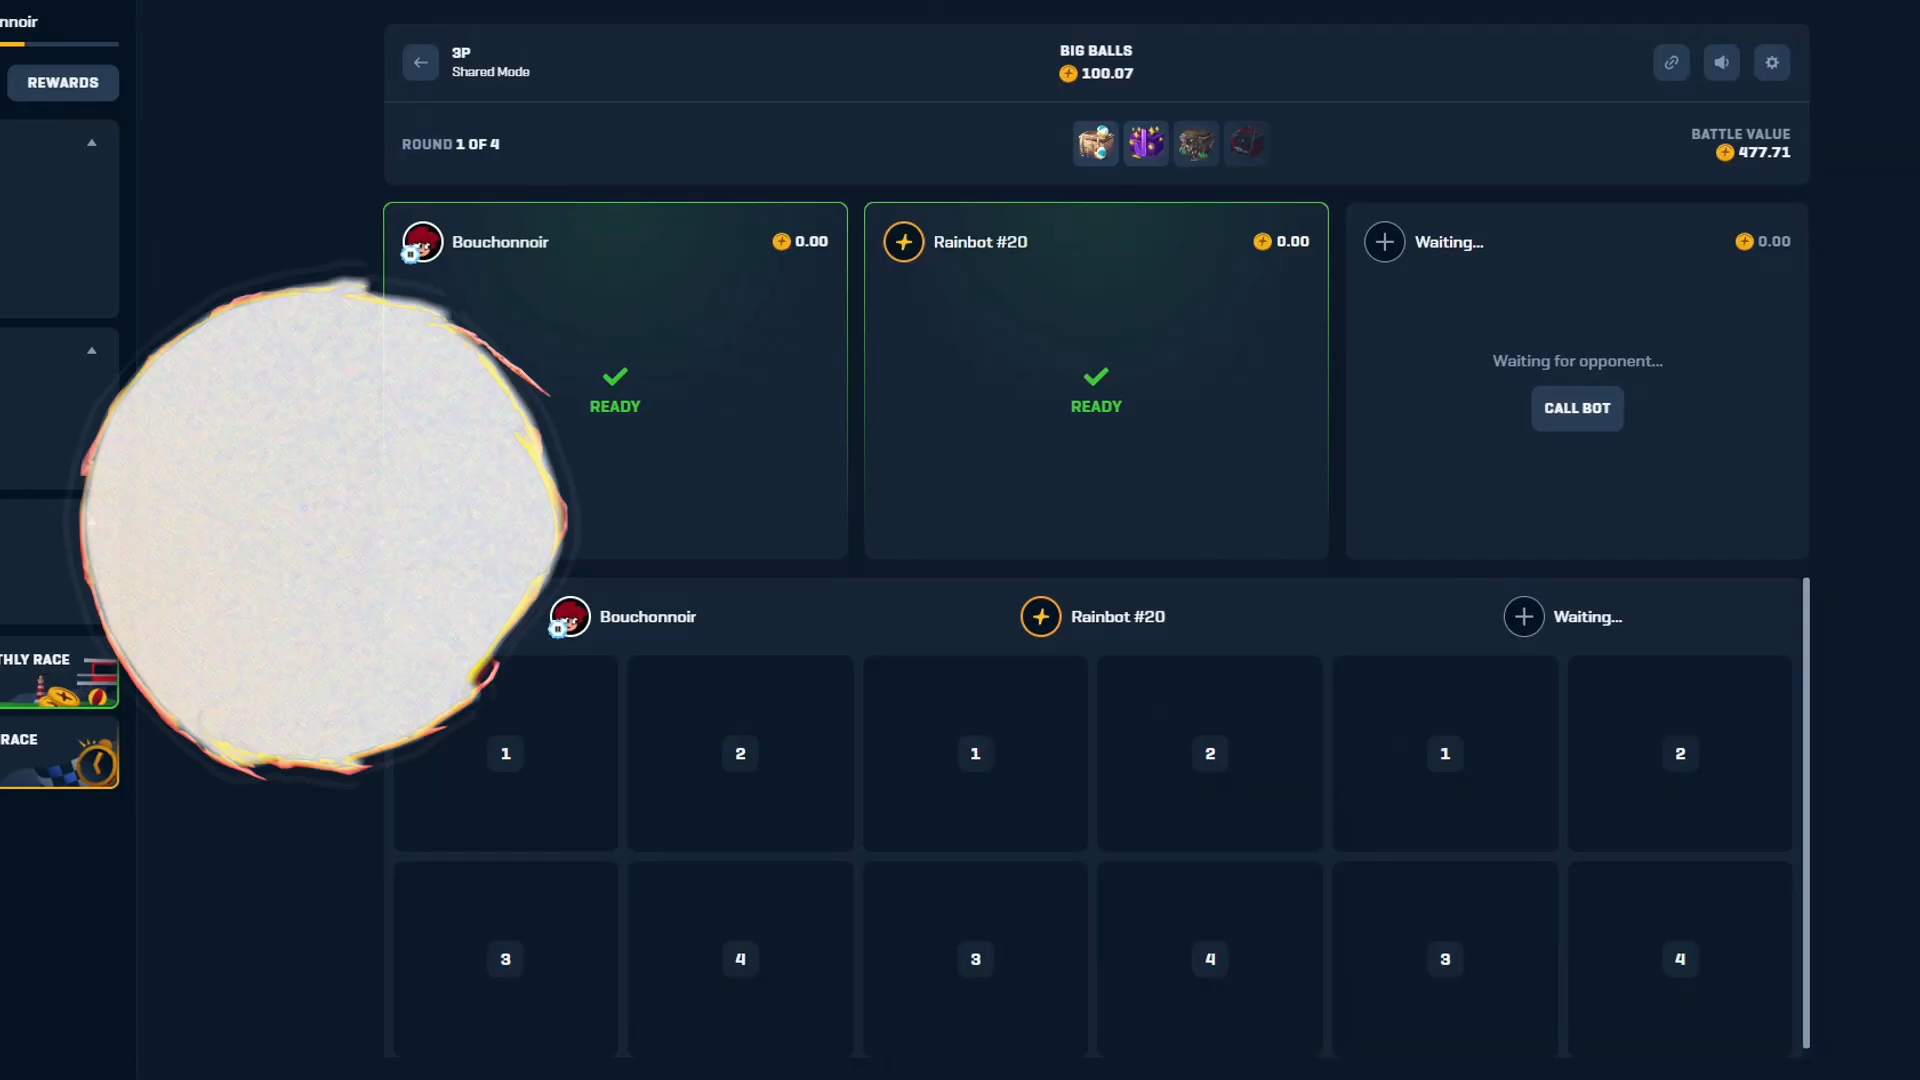 nnoir
REWARDS
3P
Shared Mode
BIG BALLS
100.07
ROUND 1 OF 4
BATTLE VALUE
477.71
Bouchonnoir
0.00
Rainbot #20
0.00
Waiting...
0.00
READY
READY
Waiting for opponent...
CALL BOT
Bouchonnoir
Rainbot #20
Waiting...
THLY RACE
RACE
1
2
1
2
1
2
3
4
3
4
3
4